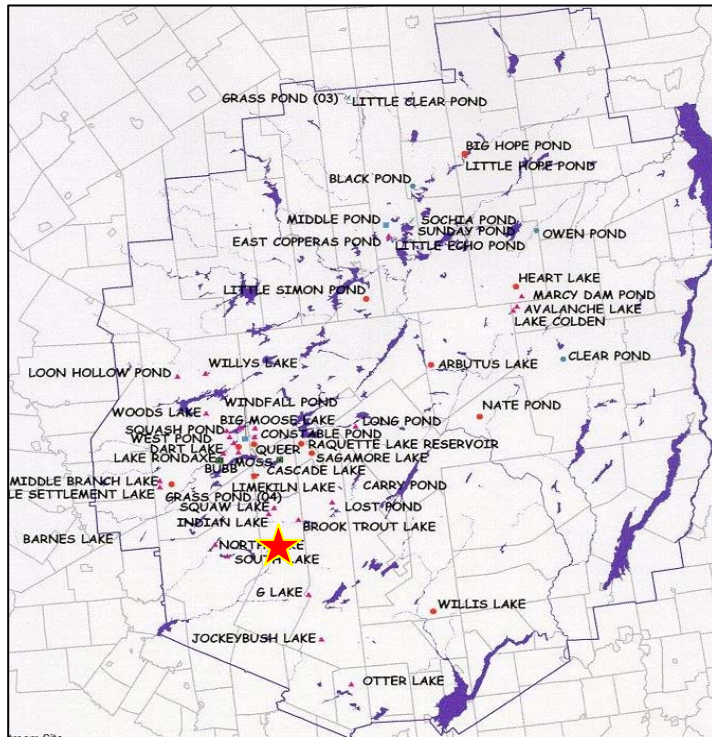 GRASS POND (03)
LITTLE CLEAR POND
BIG HOPE POND
LITTLE HOPE POND
BLACK POND
MIDDLE POND
SOCHIA POND
SUNDAY POND
OWEN POND
EAST COPPERAS POND
LITTLE ECHO POND
HEART LAKE
LITTLE SIMON POND
MARCY DAM POND
AVALANCHE LAKE
LAKE COLDEN
WILLYS LAKE
ARBUTUS LAKE
CLEAR POND
LOON HOLLOW POND
WINDFALL POND
NATE POND
WOODS LAKE
BIG MOOSE LAKE
LONG POND
SQUASH POND
CONSTABLE POND
WEST POND
RAQUETTE LAKE RESERVOIR
DART LAKE
QUEER
SAGAMORE LAKE
LAKE RONDAXE
MOSS
BUBB
CASCADE LAKE
MIDDLE BRANCH LAKE
LIMEKILN LAKE
CARRY POND
LE SETTLEMENT LAKE
GRASS POND (04)
SQUAW LAKE
LOST POND
INDIAN LAKE
BROOK TROUT LAKE
BARNES LAKE
NORTH KE
SOUTH LAKE
G LAKE
WILLIS LAKE
JOCKEYBUSH LAKE
OTTER LAKE